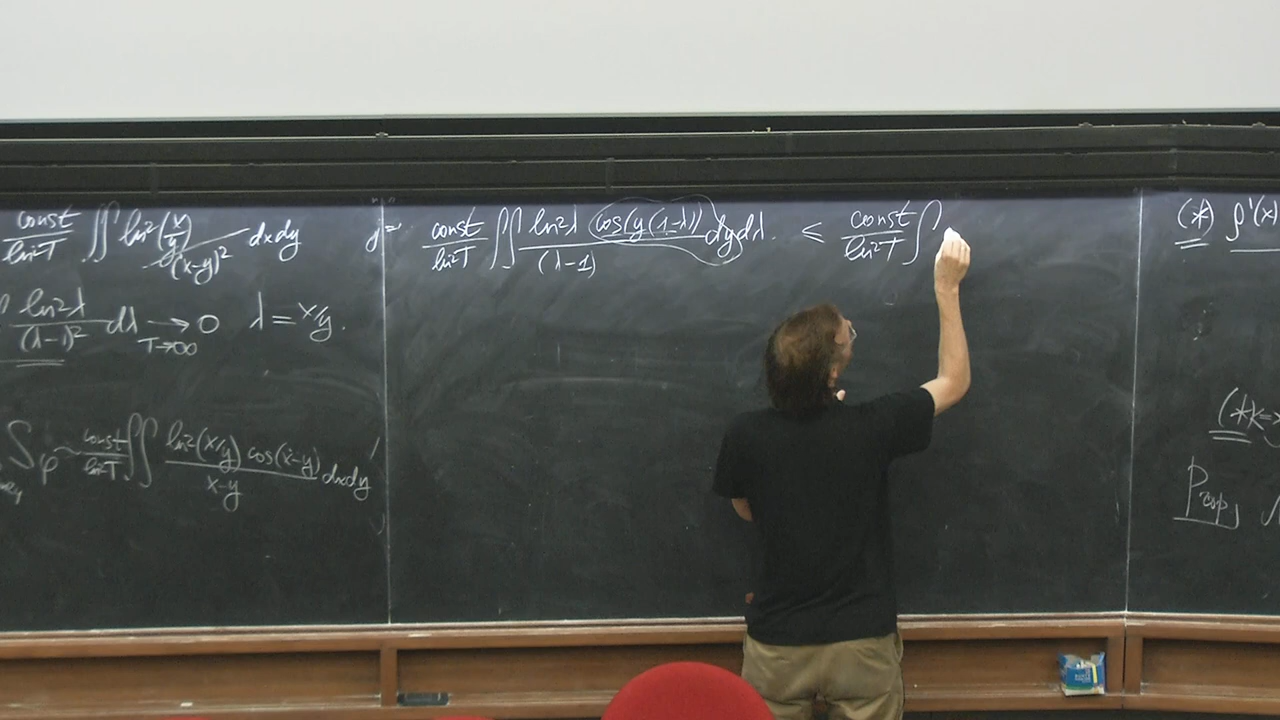 const/ln²T ∬ ln²(x/y)/(x-y)² dxdy
ln²λ/(λ-1)² dλ → 0 T→∞ λ = x/y.
S φ ~ const/ln²T. ∬ ln²(x/y) cos(x-y)/x-y dxdy
= const/ln²T ∬ ln²λ cos(y(1-λ))/(λ-1) dydλ. ≤ const/ln²T ∫
(*) ρ'(x)
(*)
Prop.